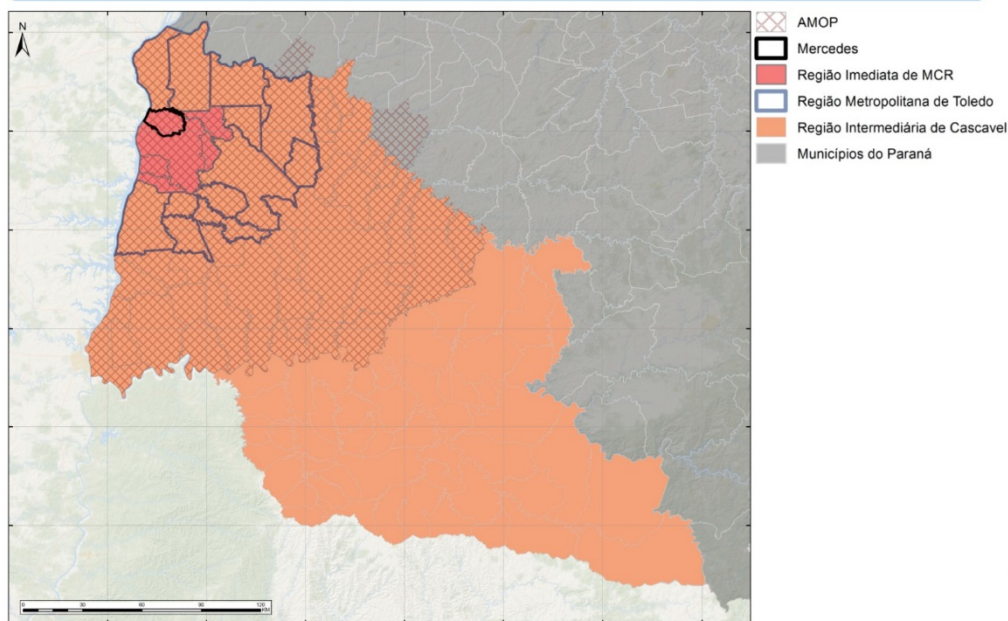 N
AMOP
Mercedes
Região Imediata de MCR
Região Metropolitana de Toledo
Região Intermediária de Cascavel
Municípios do Paraná
0 30 60 90 120
KM